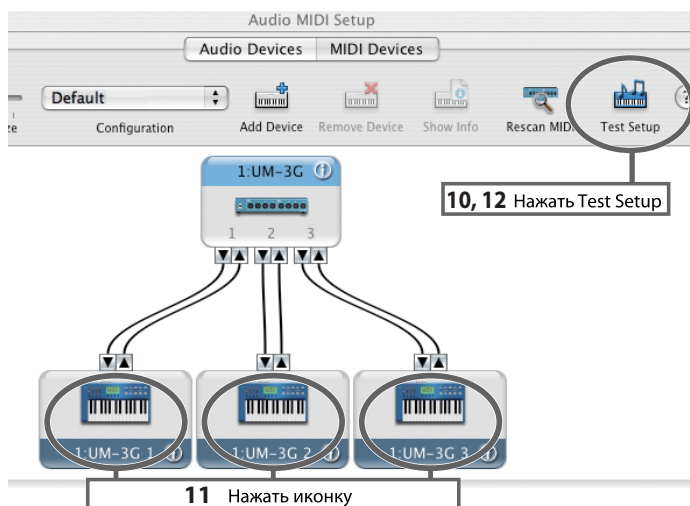 Audio MIDI Setup
Audio Devices MIDI Devices
Default
Configuration Add Device Remove Device Show Info Rescan MIDI Test Setup ?
1:UM-3G
1 2 3
10, 12 Нажать Test Setup
1:UM-3G 1 1:UM-3G 2 1:UM-3G 3
11 Нажать иконку